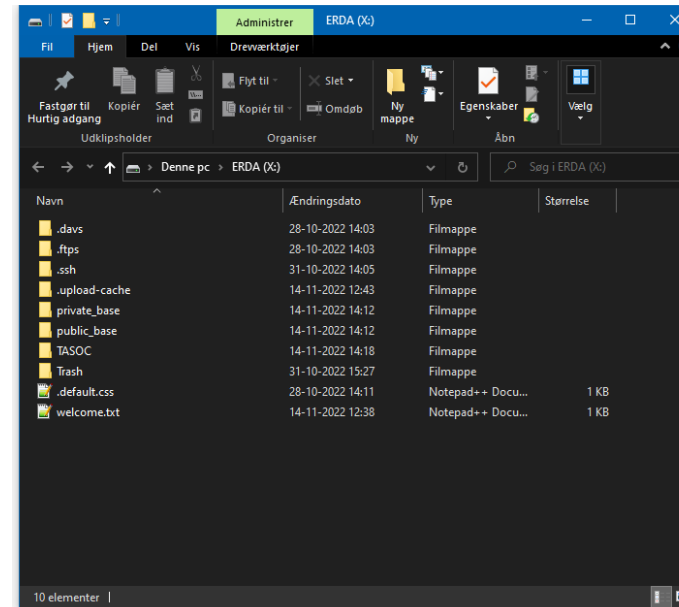 Administrer ERDA (X:)
Fil Hjem Del Vis Drevværktøjer
Fastgør til Hurtig adgang
Kopiér
Sæt ind
Flyt til
Kopiér til
Slet
Omdøb
Ny mappe
Egenskaber
Vælg
Udklipsholder Organiser Ny Åbn
Denne pc > ERDA (X:) Søg i ERDA (X:)
Navn Ændringsdato Type Størrelse
.davs 28-10-2022 14:03 Filmappe
.ftps 28-10-2022 14:03 Filmappe
.ssh 31-10-2022 14:05 Filmappe
.upload-cache 14-11-2022 12:43 Filmappe
private_base 14-11-2022 14:12 Filmappe
public_base 14-11-2022 14:12 Filmappe
TASOC 14-11-2022 14:18 Filmappe
Trash 31-10-2022 15:27 Filmappe
.default.css 28-10-2022 14:11 Notepad++ Docu... 1 KB
welcome.txt 14-11-2022 12:38 Notepad++ Docu... 1 KB
10 elementer